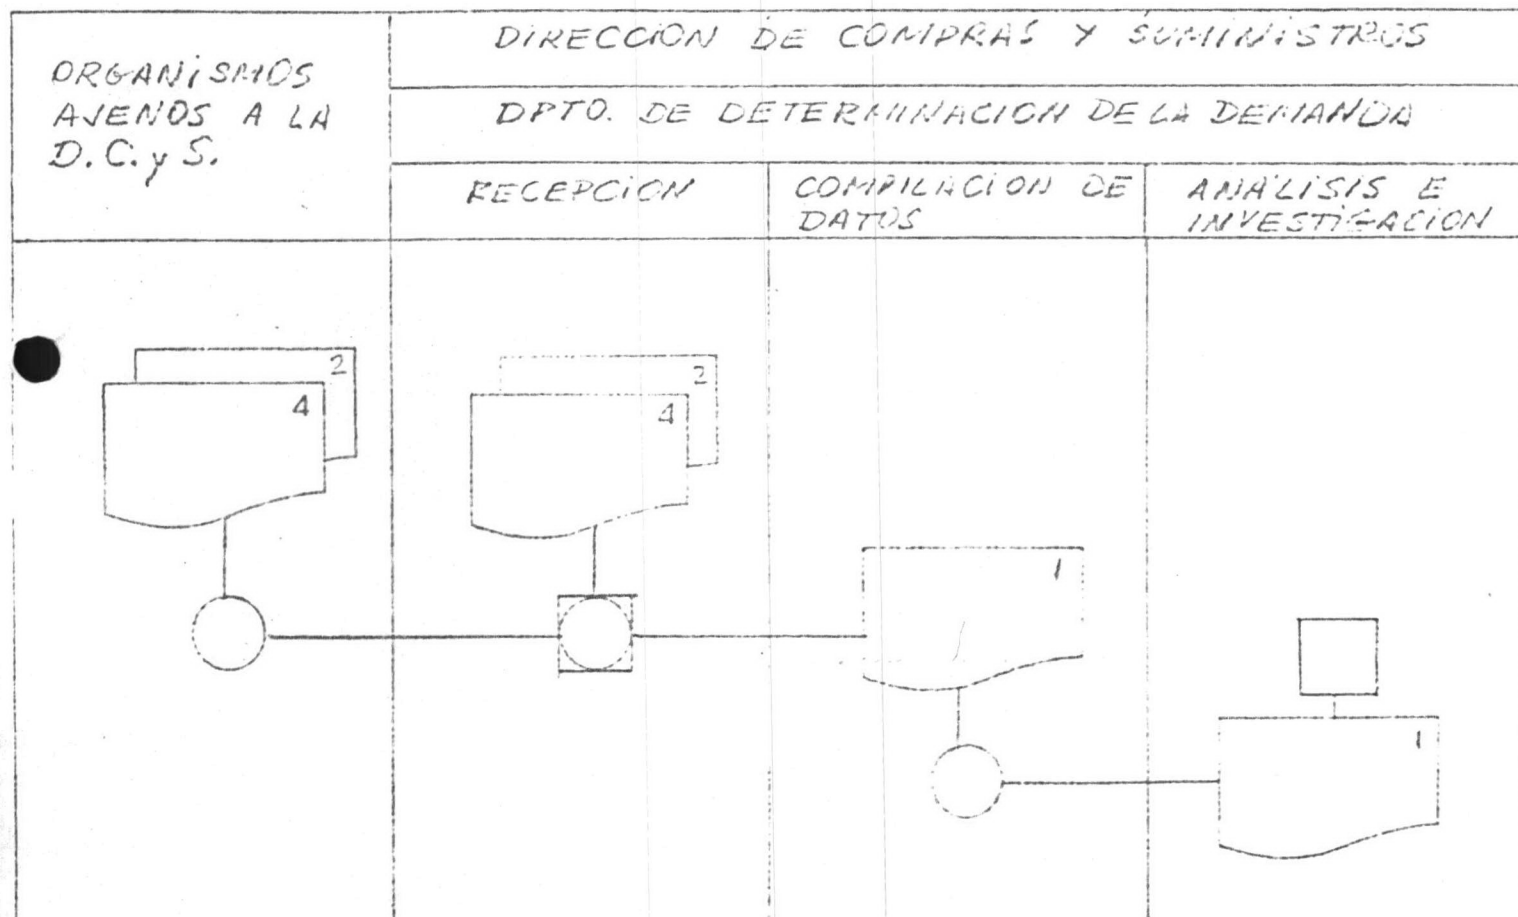 ORGANiSMOS
AJENOS A LA
D.C. y S.
DiRECCiON DE COMPRAS Y SUMiNiSTROS
DPTO. DE DETERMINACION DE LA DEMANDA
RECEPCiON
COMPILACION DE
DATOS
ANÁLISIS E
INVESTIGACION
2
4
2
4
1
1